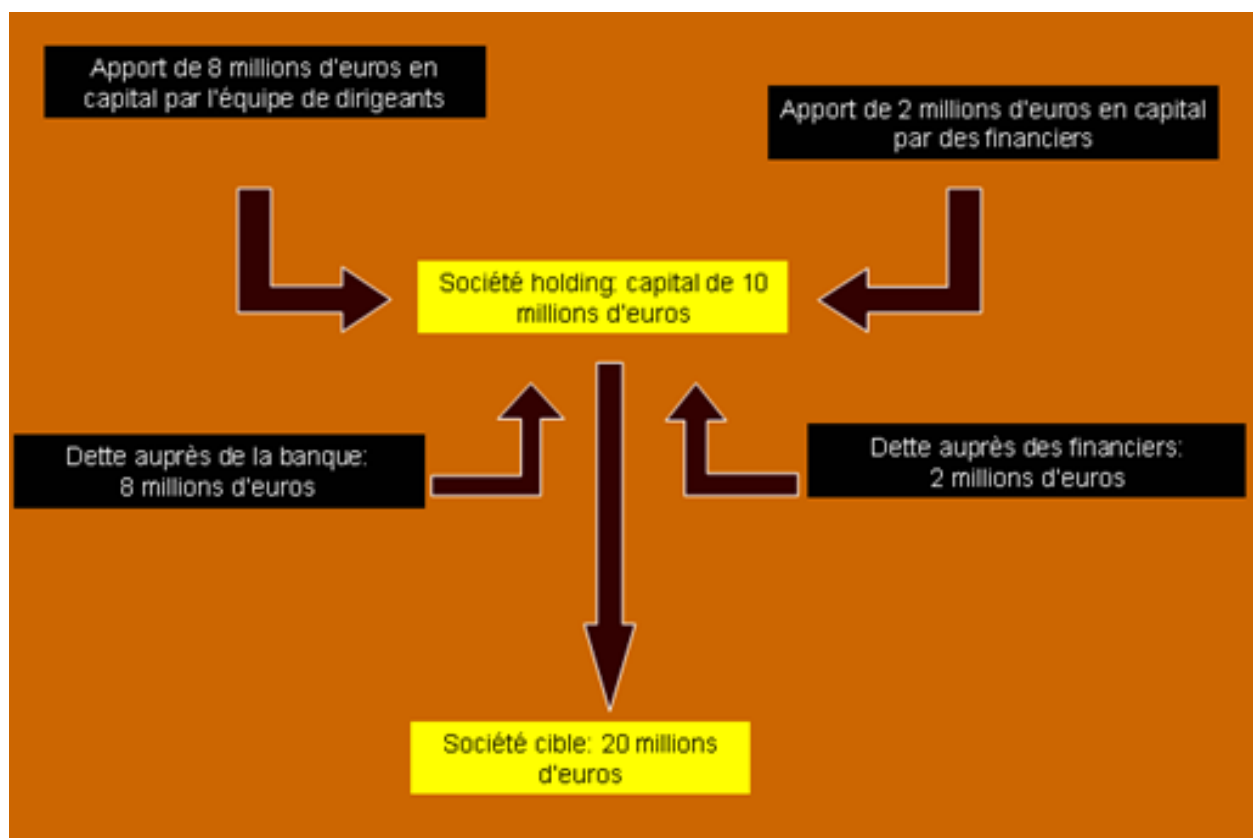 Apport de 8 millions d'euros en
capital par l'équipe de dirigeants
Apport de 2 millions d'euros en capital
par des financiers
Société holding: capital de 10
millions d'euros
Dette auprès de la banque:
8 millions d'euros
Dette auprès des financiers:
2 millions d'euros
Société cible: 20 millions
d'euros